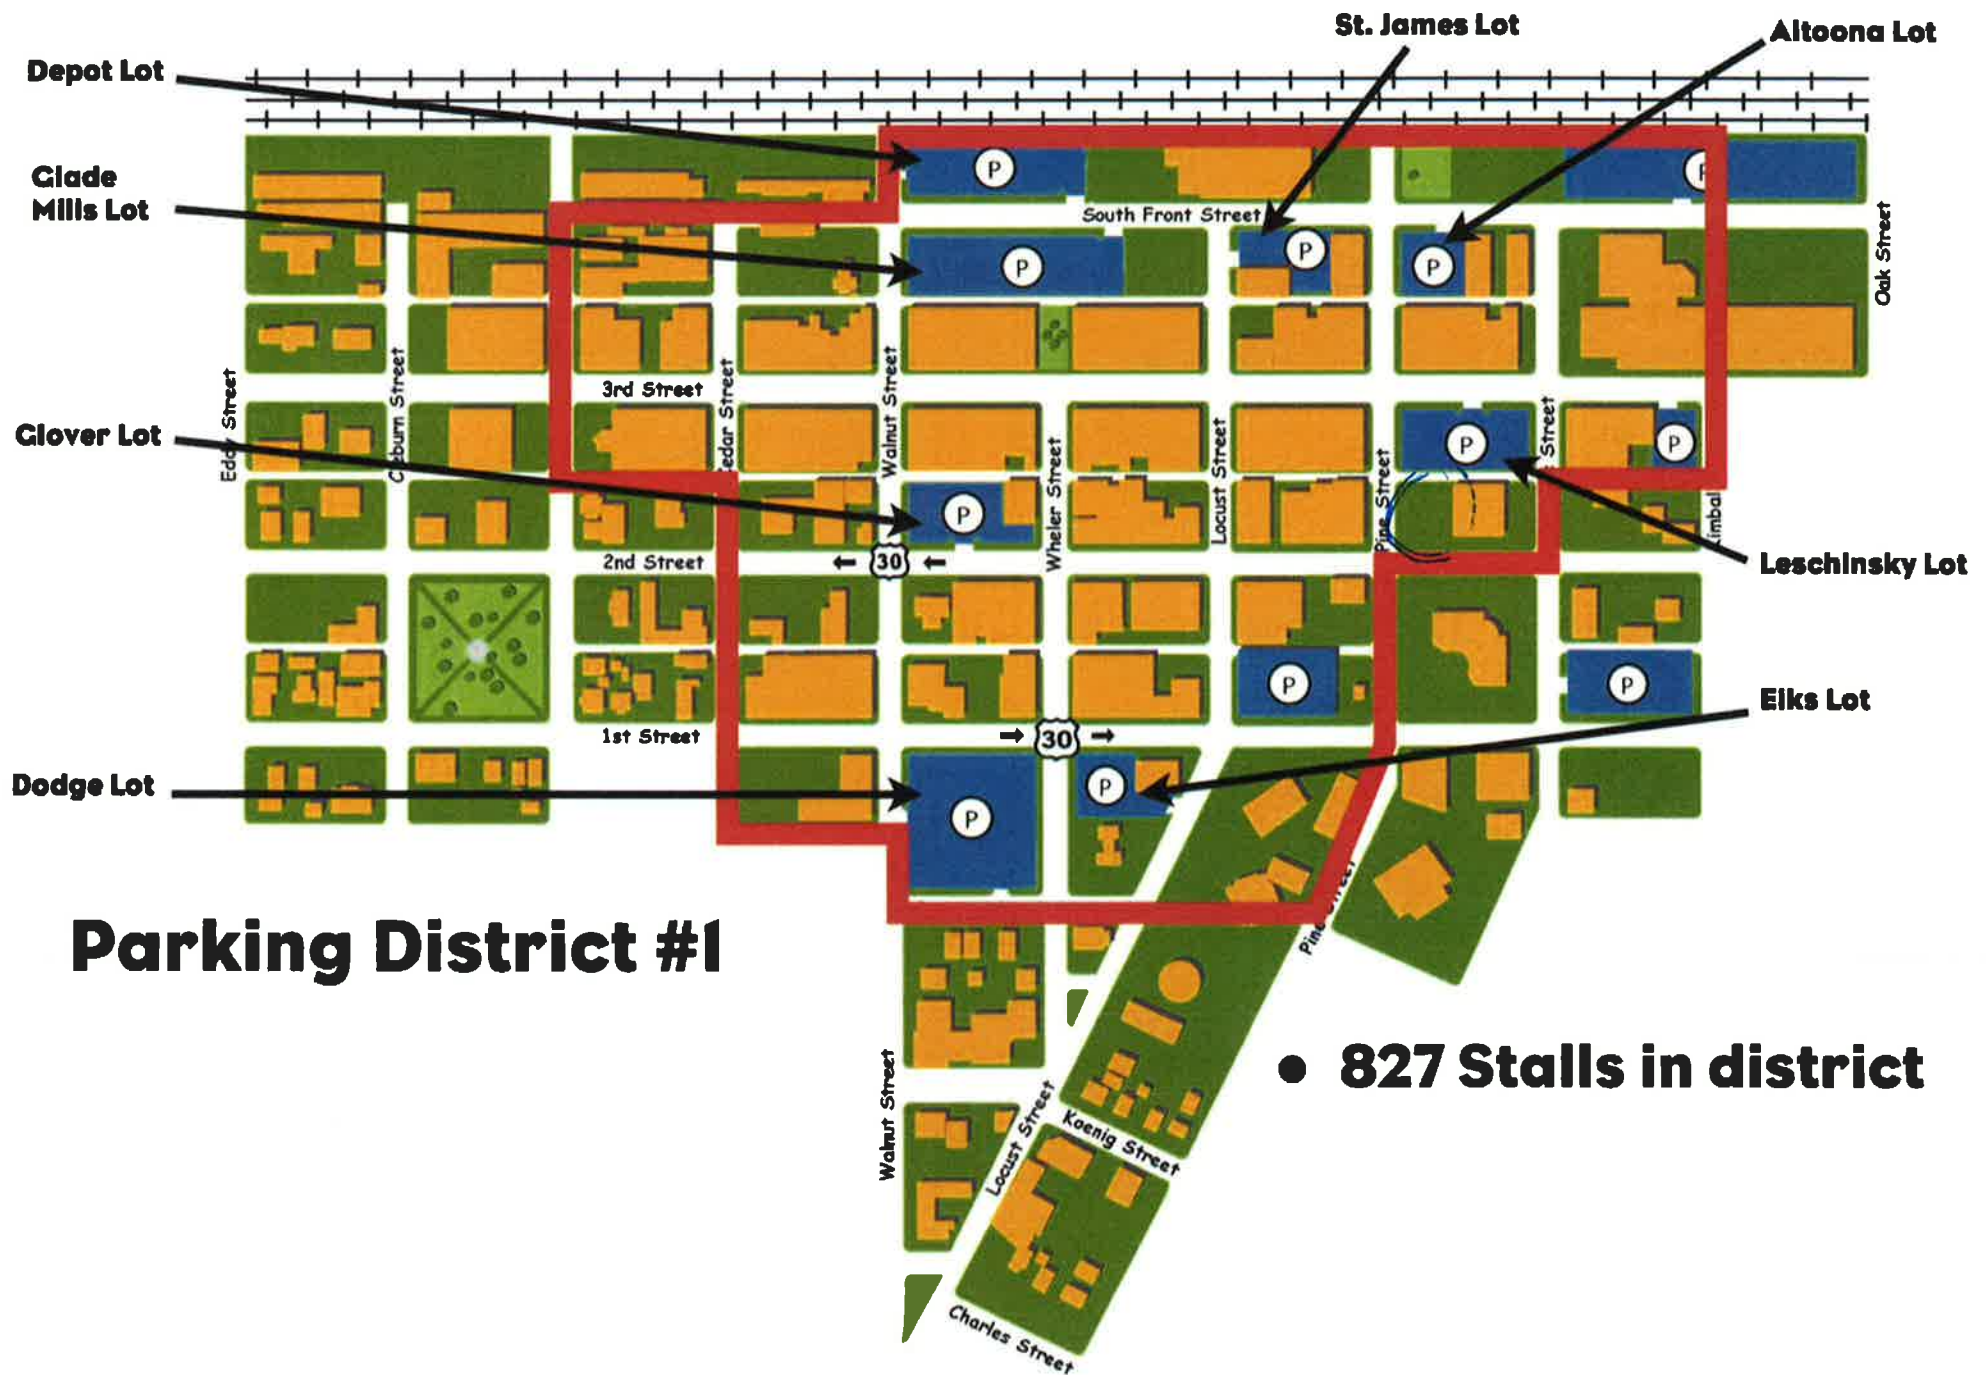 St. James Lot
Altoona Lot
Depot Lot
P
P
Glade
Mills Lot
South Front Street
P
P
P
Oak Street
3rd Street
Street
Street
Walnut Street
Glover Lot
P
P
Street
Wheeler Street
Locust Street
Pine Street
P
2nd Street
30
Leschinsky Lot
P
P
Elks Lot
1st Street
30
Dodge Lot
P
P
Parking District #1
827 Stalls in district
Walnut Street
Locust Street
Koenig Street
Charles Street